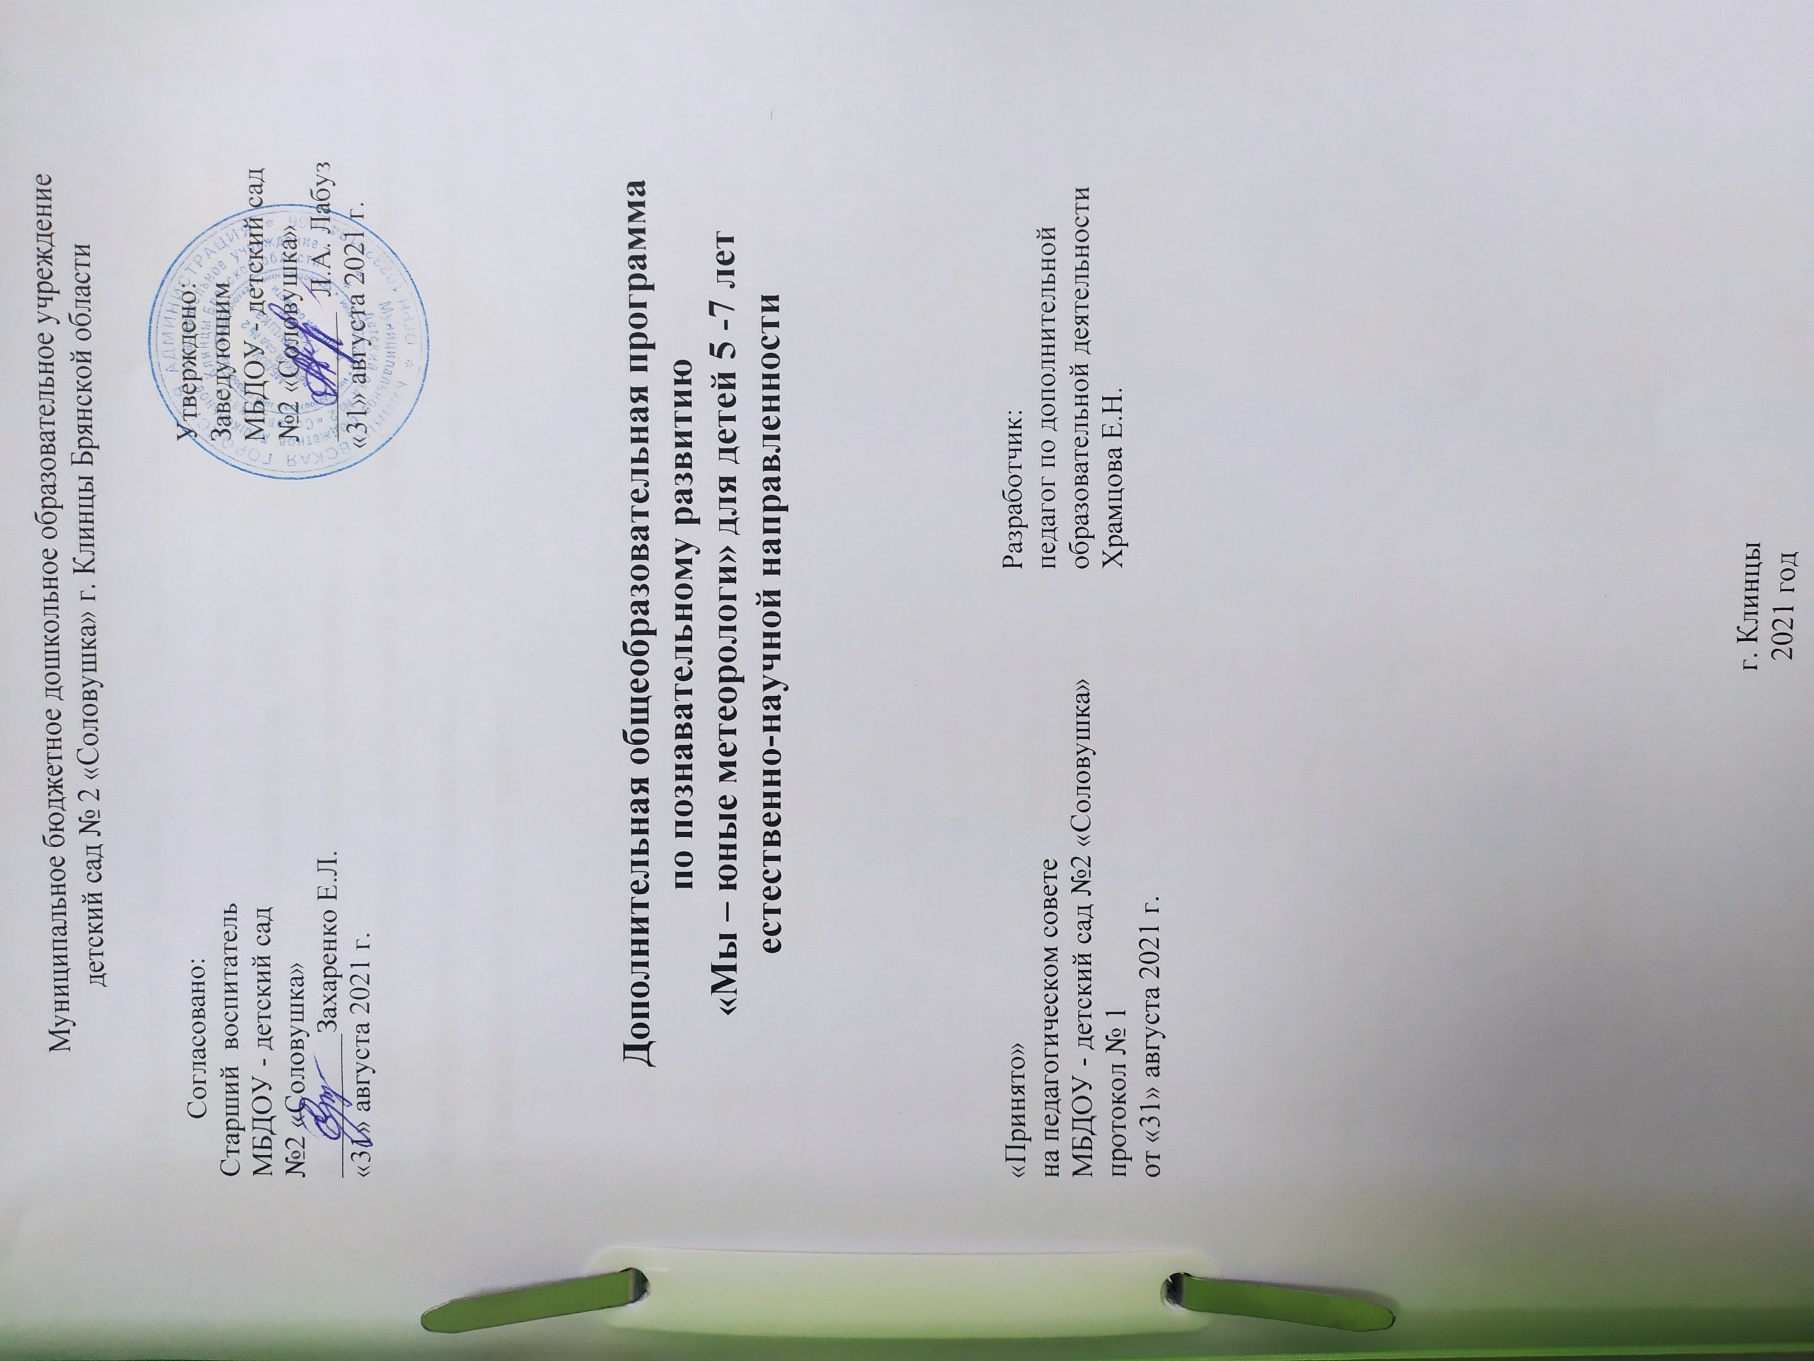 Муниципальное бюджетное дошкольное образовательное учреждение
детский сад № 2 «Соловушка» г. Клинцы Брянской области
Согласовано:
Старший воспитатель
МБДОУ - детский сад
№2 «Соловушка»
Захаренко Е.Л.
«31» августа 2021 г.
Утверждено:
Заведующим
МБДОУ - детский сад
№2 «Соловушка»
Л.А. Лабуз
«31» августа 2021 г.
Дополнительная общеобразовательная программа
по познавательному развитию
«Мы – юные метеорологи» для детей 5 -7 лет
естественно-научной направленности
«Принято»
на педагогическом совете
МБДОУ - детский сад №2 «Соловушка»
протокол № 1
от «31» августа 2021 г.
Разработчик:
педагог по дополнительной
образовательной деятельности
Храмцова Е.Н.
г. Клинцы
2021 год